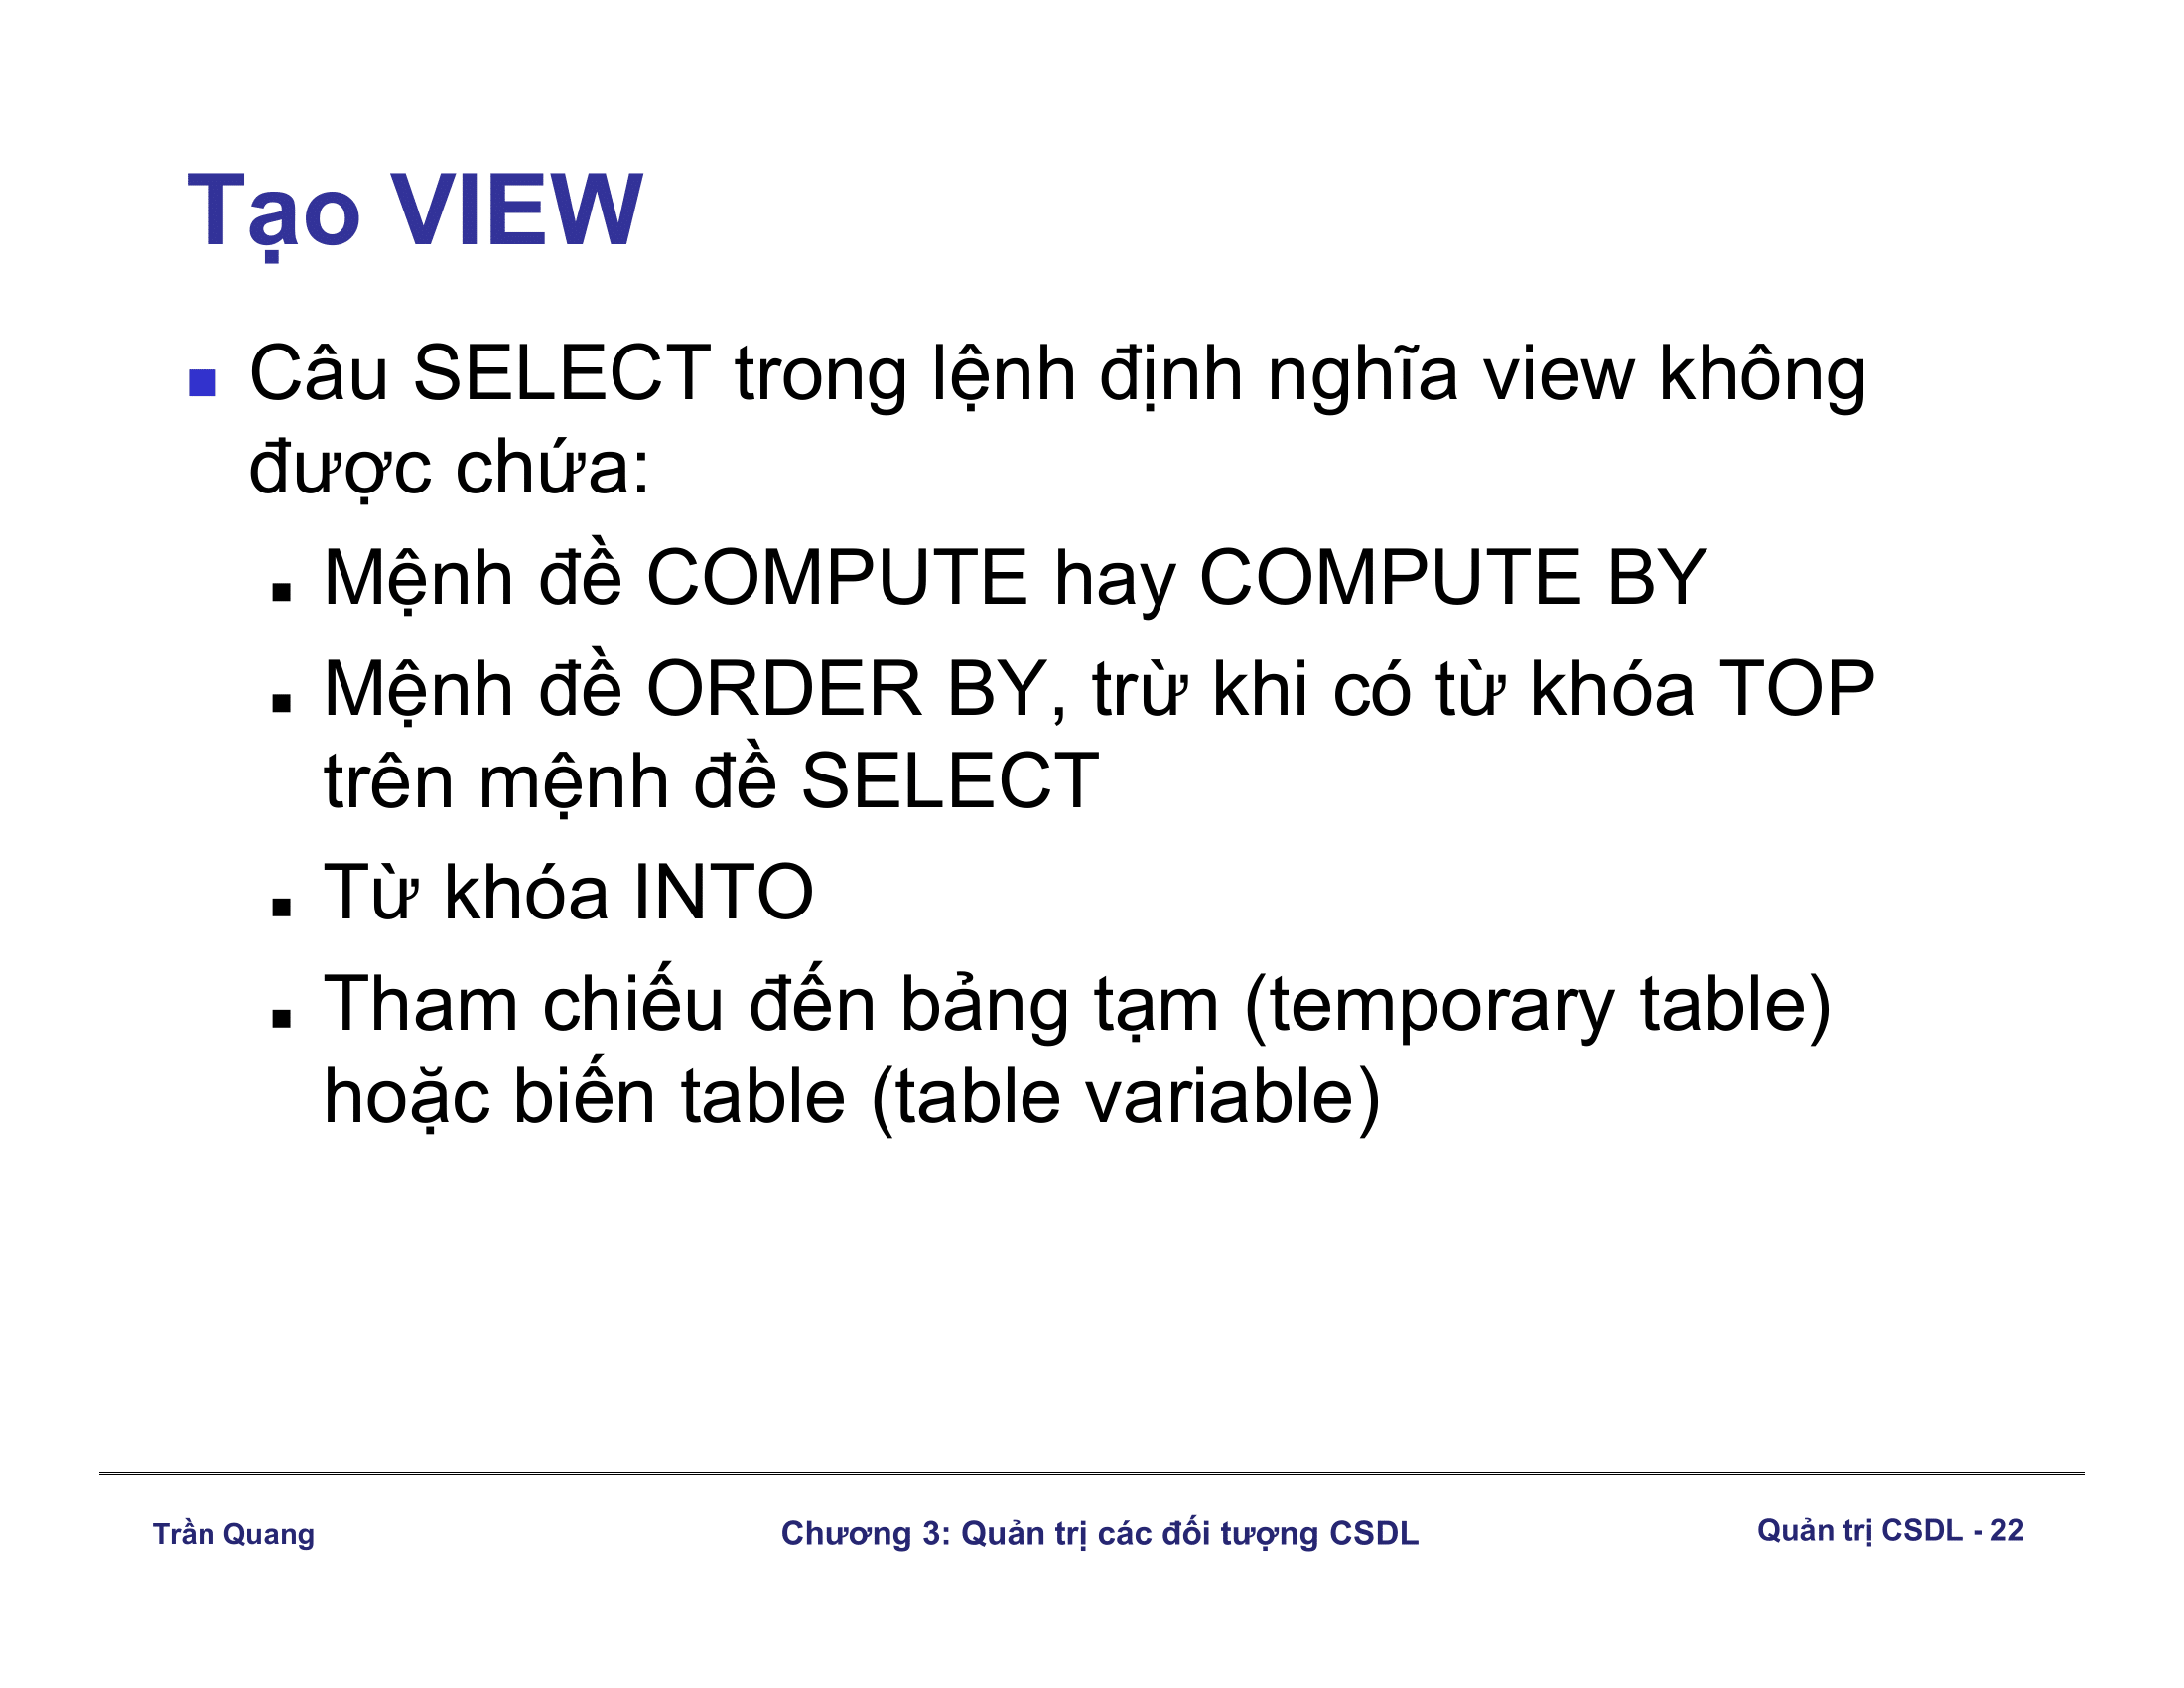 Tạo VIEW
Câu SELECT trong lệnh định nghĩa view không
được chứa:
Mệnh đề COMPUTE hay COMPUTE BY
Mệnh đề ORDER BY, trừ khi có từ khóa TOP
trên mệnh đề SELECT
Từ khóa INTO
Tham chiếu đến bảng tạm (temporary table)
hoặc biến table (table variable)
Trần Quang
Chương 3: Quản trị các đối tượng CSDL
Quản trị CSDL - 22